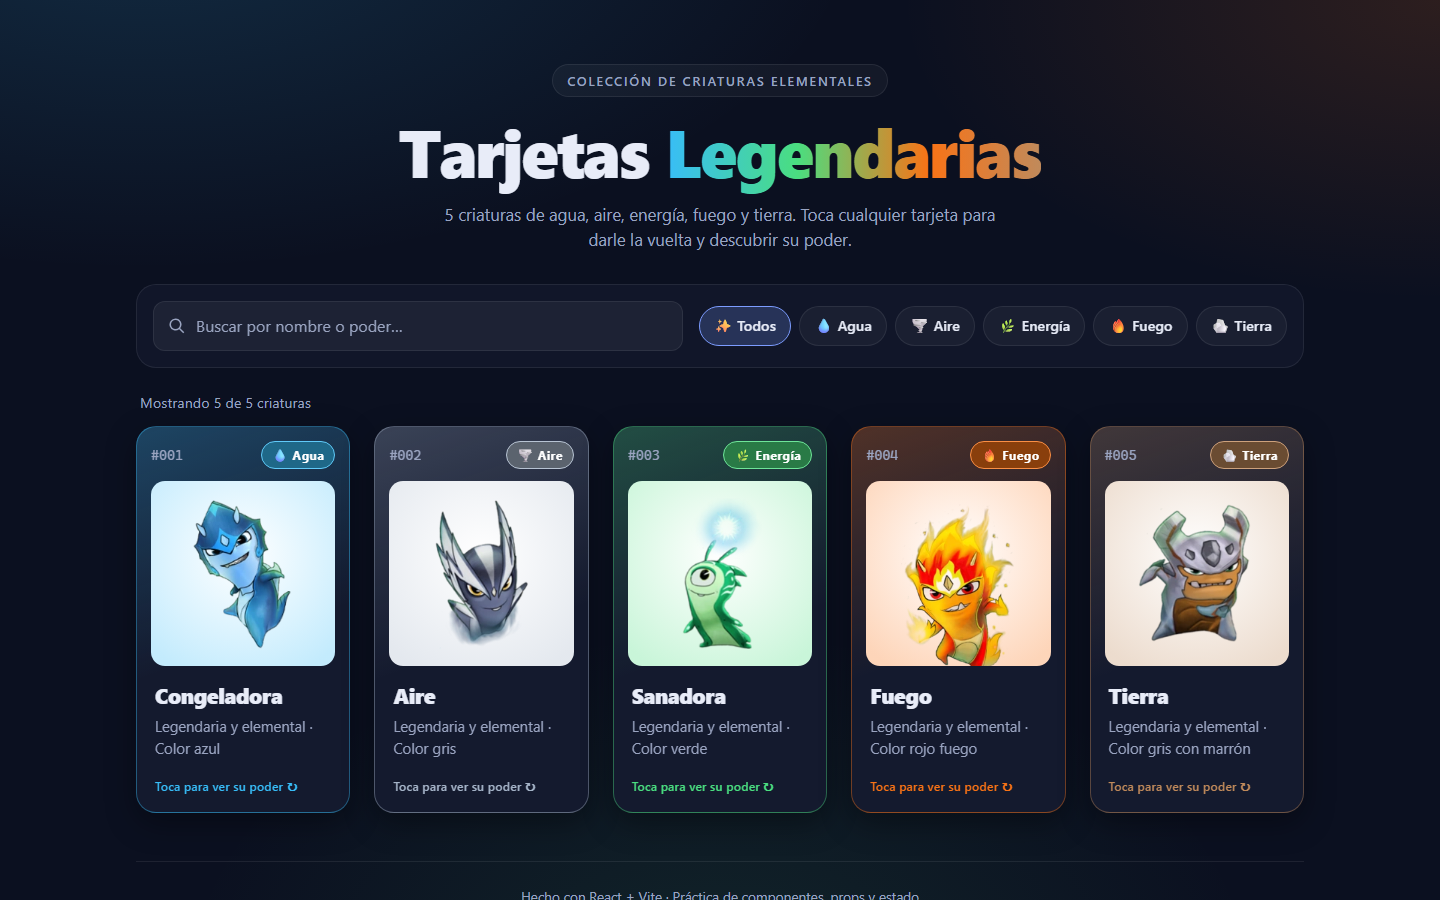 COLECCIÓN DE CRIATURAS ELEMENTALES
Tarjetas Legendarias
5 criaturas de agua, aire, energía, fuego y tierra. Toca cualquier tarjeta para
darle la vuelta y descubrir su poder.
Buscar por nombre o poder...
✨ Todos
💧 Agua
🌪️ Aire
🌿 Energía
🔥 Fuego
🪨 Tierra
Mostrando 5 de 5 criaturas
#001
💧 Agua
Congeladora
Legendaria y elemental ·
Color azul
Toca para ver su poder ↻
#002
🌪️ Aire
Aire
Legendaria y elemental ·
Color gris
Toca para ver su poder ↻
#003
🌿 Energía
Sanadora
Legendaria y elemental ·
Color verde
Toca para ver su poder ↻
#004
🔥 Fuego
Fuego
Legendaria y elemental ·
Color rojo fuego
Toca para ver su poder ↻
#005
🪨 Tierra
Tierra
Legendaria y elemental ·
Color gris con marrón
Toca para ver su poder ↻
Hecho con React + Vite · Práctica de componentes, props y estado